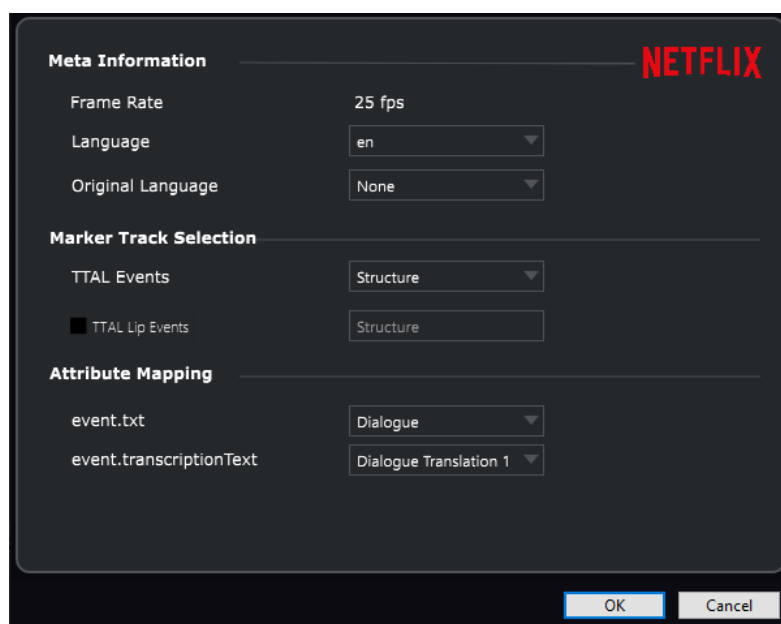 Meta Information
NETFLIX
Frame Rate 25 fps
Language en
Original Language None
Marker Track Selection
TTAL Events Structure
TTAL Lip Events Structure
Attribute Mapping
event.txt Dialogue
event.transcriptionText Dialogue Translation 1
OK Cancel